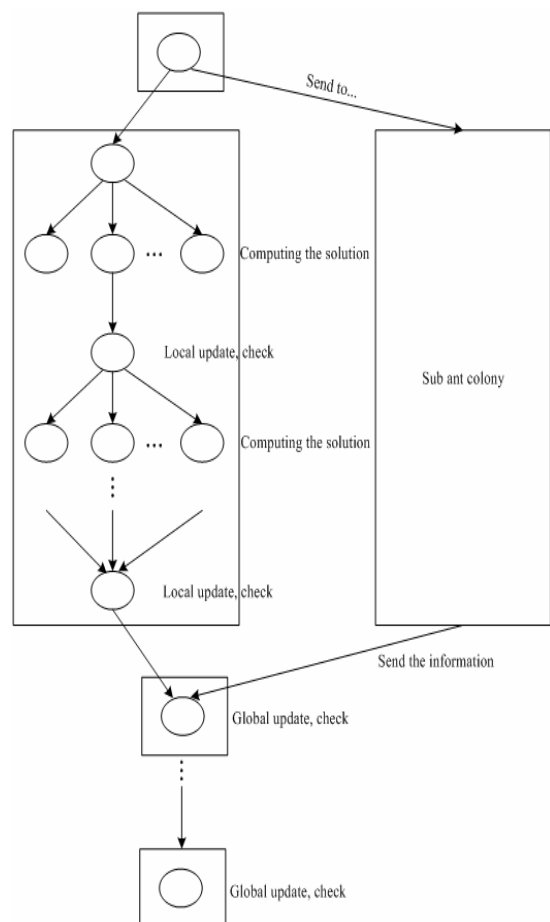 Send to...
Computing the solution
Local update, check
Sub ant colony
Computing the solution
Local update, check
Send the information
Global update, check
Global update, check